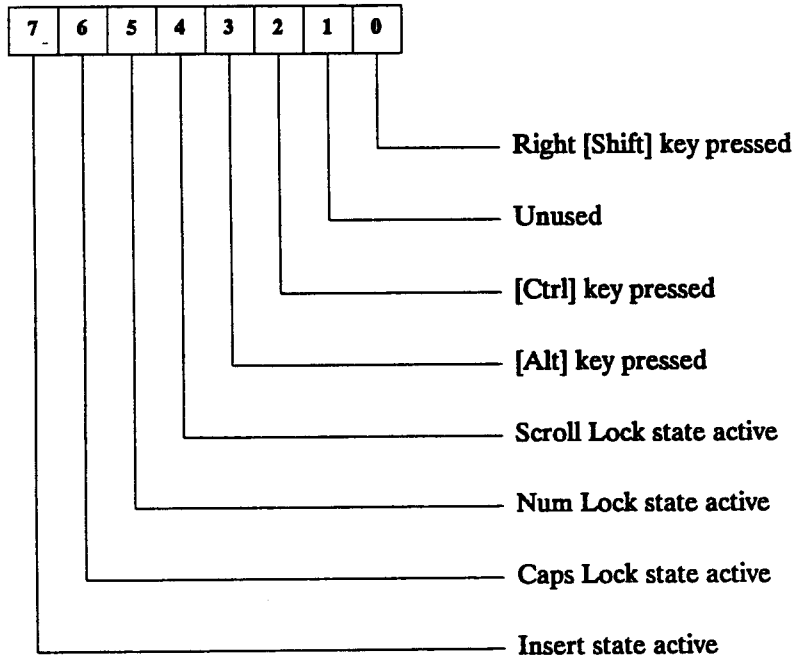 7 6 5 4 3 2 1 0
Right [Shift] key pressed
Unused
[Ctrl] key pressed
[Alt] key pressed
Scroll Lock state active
Num Lock state active
Caps Lock state active
Insert state active